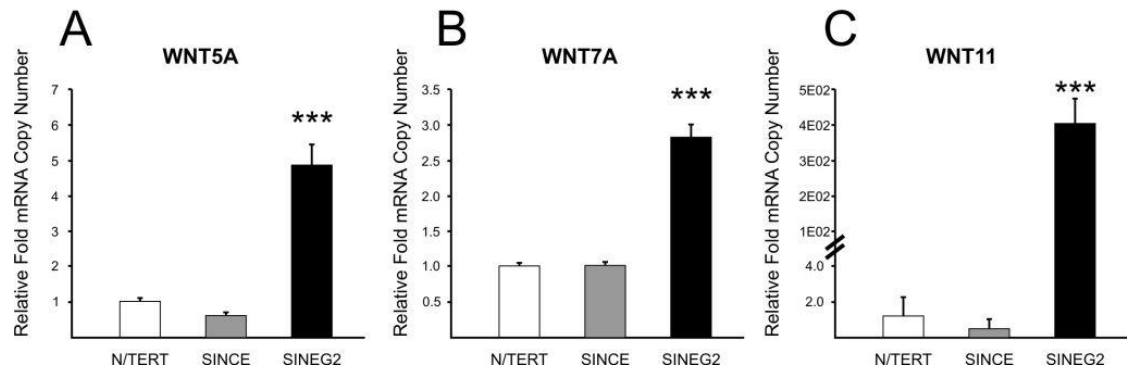 A
WNT5A
Relative Fold mRNA Copy Number
7
6
5
4
3
2
1
***
N/TERT SINCE SINEG2
B
WNT7A
Relative Fold mRNA Copy Number
3.5
3.0
2.5
2.0
1.5
1.0
0.5
***
N/TERT SINCE SINEG2
C
WNT11
Relative Fold mRNA Copy Number
5E02
4E02
3E02
2E02
1E02
4.0
2.0
***
N/TERT SINCE SINEG2